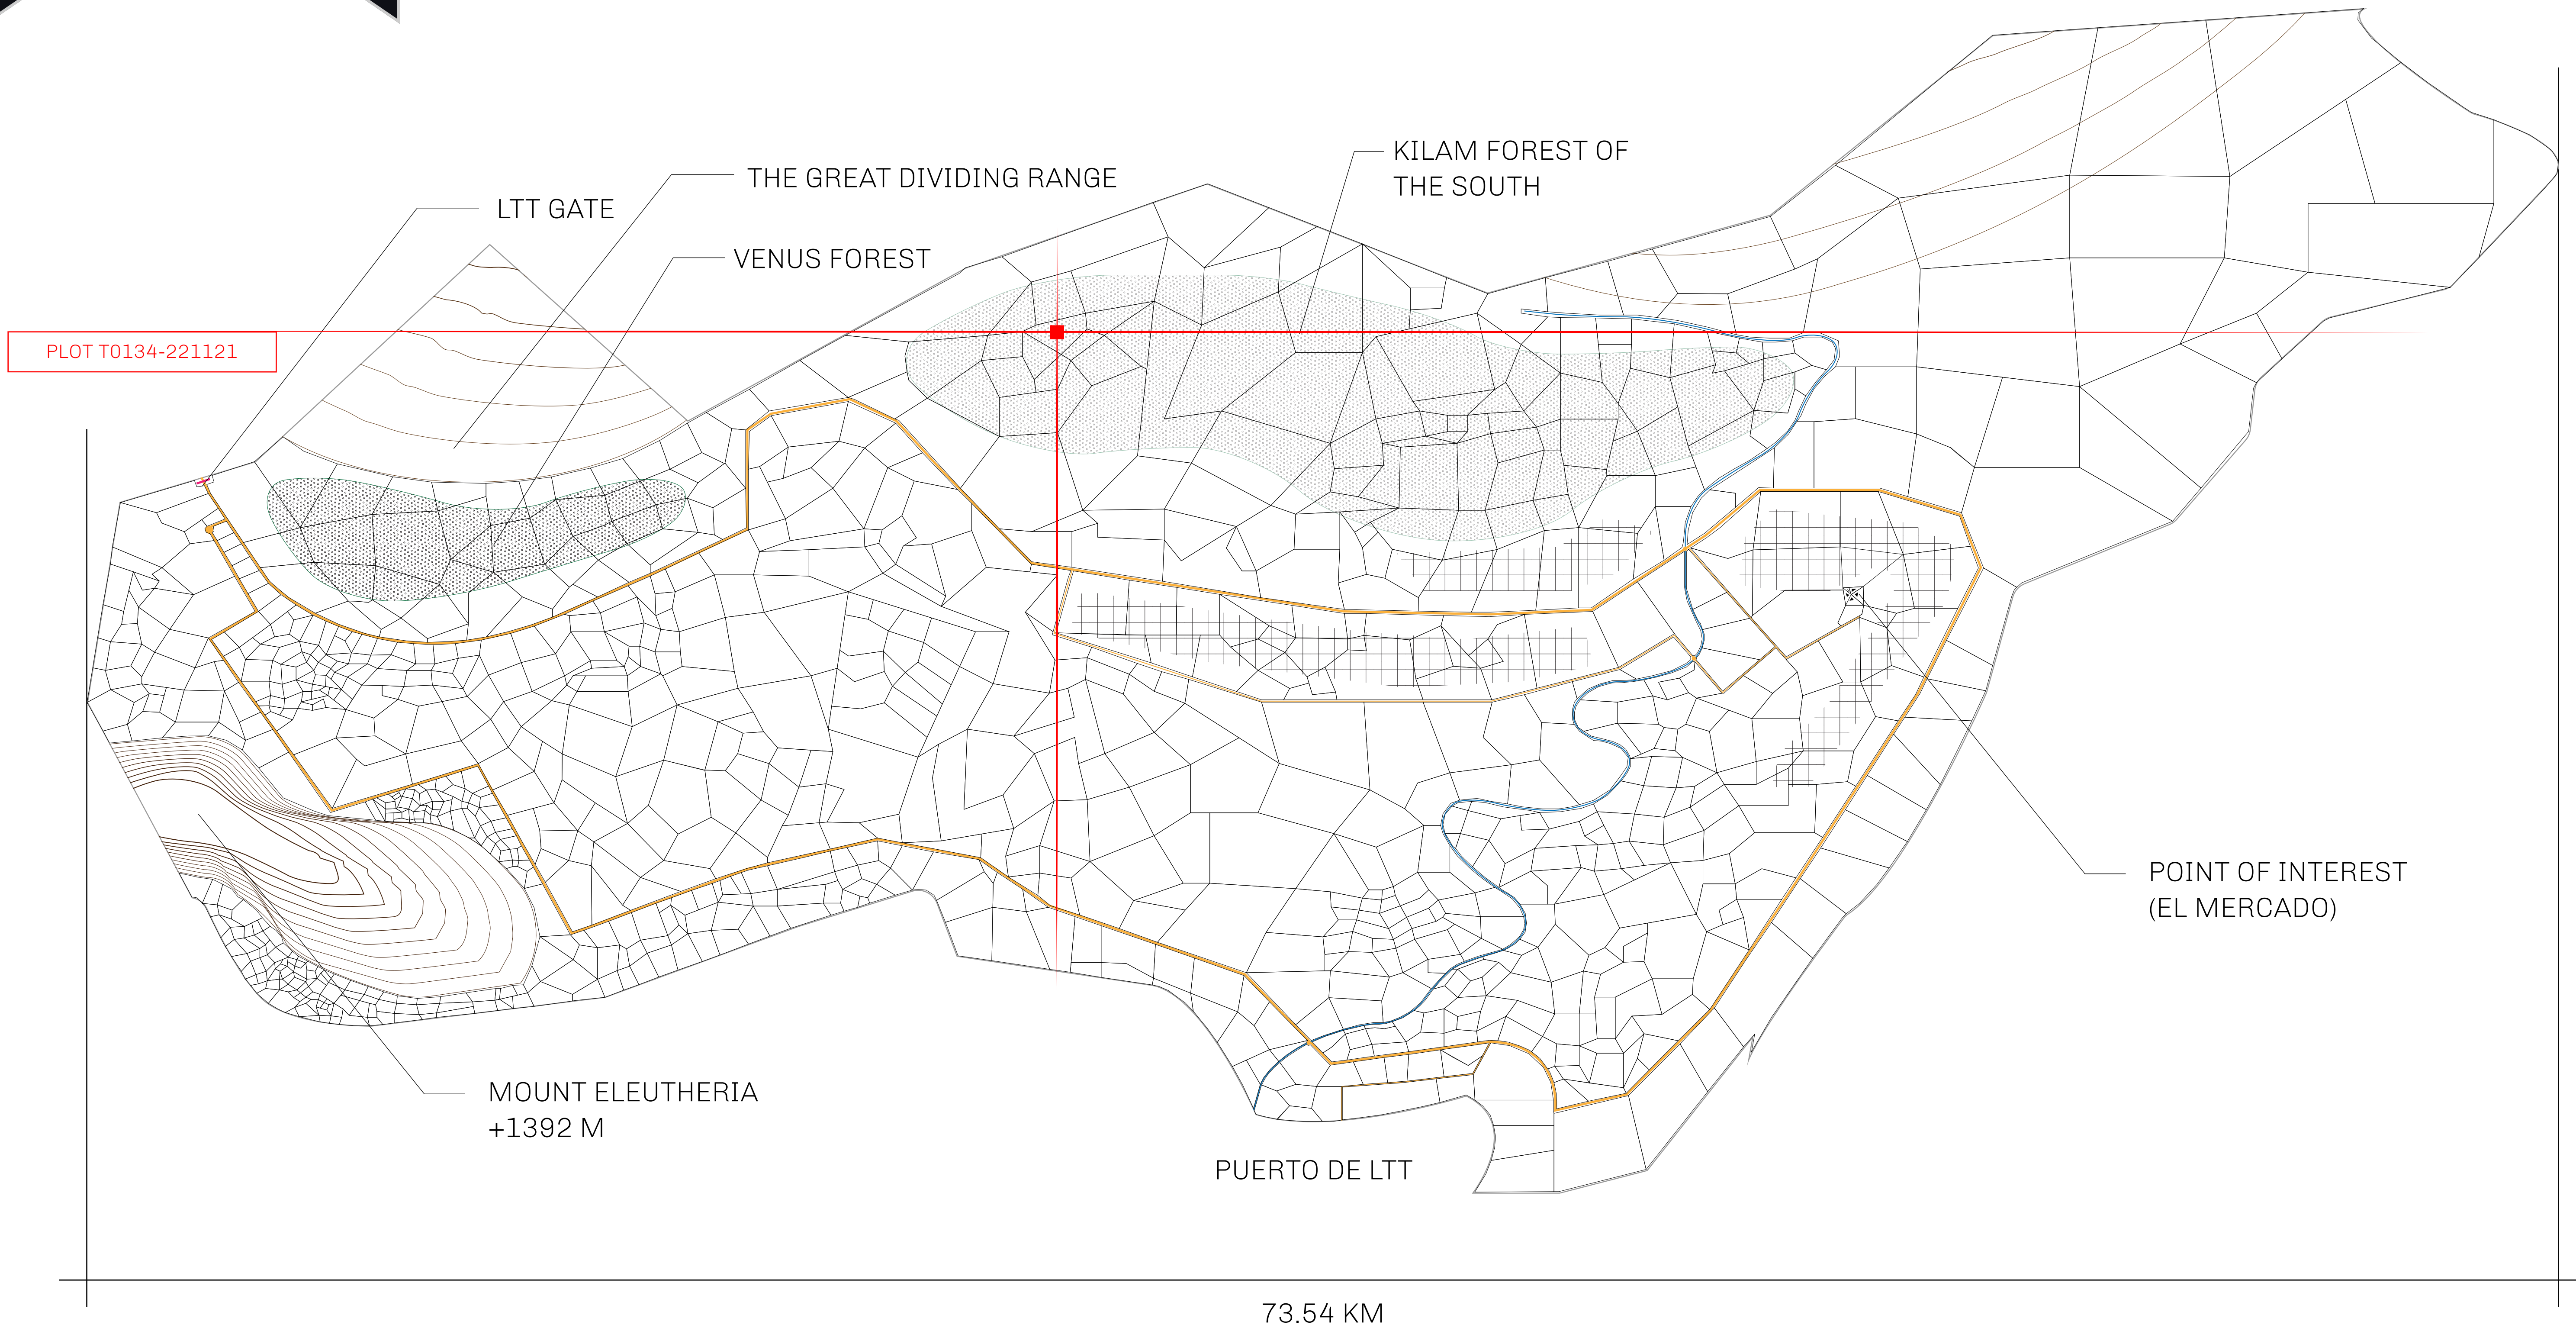 KILAM FOREST OF
THE SOUTH
THE GREAT DIVIDING RANGE
LTT GATE
VENUS FOREST
PLOT T0134-221121
POINT OF INTEREST
(EL MERCADO)
MOUNT ELEUTHERIA
+1392 M
PUERTO DE LTT
73.54 KM